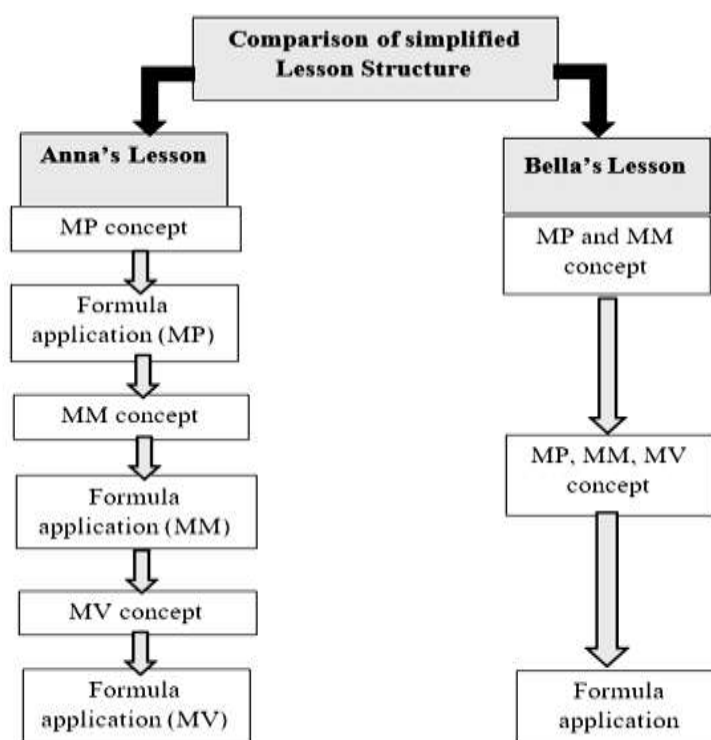 Comparison of simplified
Lesson Structure
Anna's Lesson
MP concept
Formula
application (MP)
MM concept
Formula
application (MM)
MV concept
Formula
application (MV)
Bella's Lesson
MP and MM
concept
MP, MM, MV
concept
Formula
application